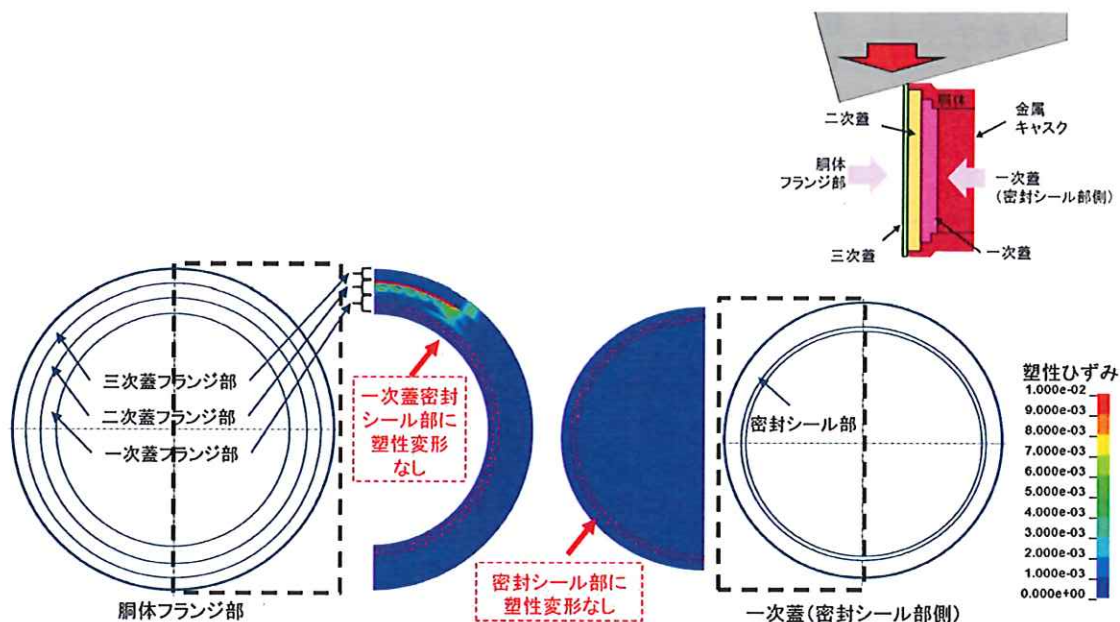 胴体
二次蓋
金属
キャスク
胴体
フランジ部
一次蓋
(密封シール部側)
三次蓋
一次蓋
三次蓋フランジ部
二次蓋フランジ部
一次蓋フランジ部
一次蓋密封
シール部に
塑性変形
なし
密封シール部
塑性ひずみ
1.000e-02
9.000e-03
8.000e-03
7.000e-03
6.000e-03
5.000e-03
4.000e-03
3.000e-03
2.000e-03
1.000e-03
0.000e+00
密封シール部に
塑性変形なし
胴体フランジ部
一次蓋(密封シール部側)